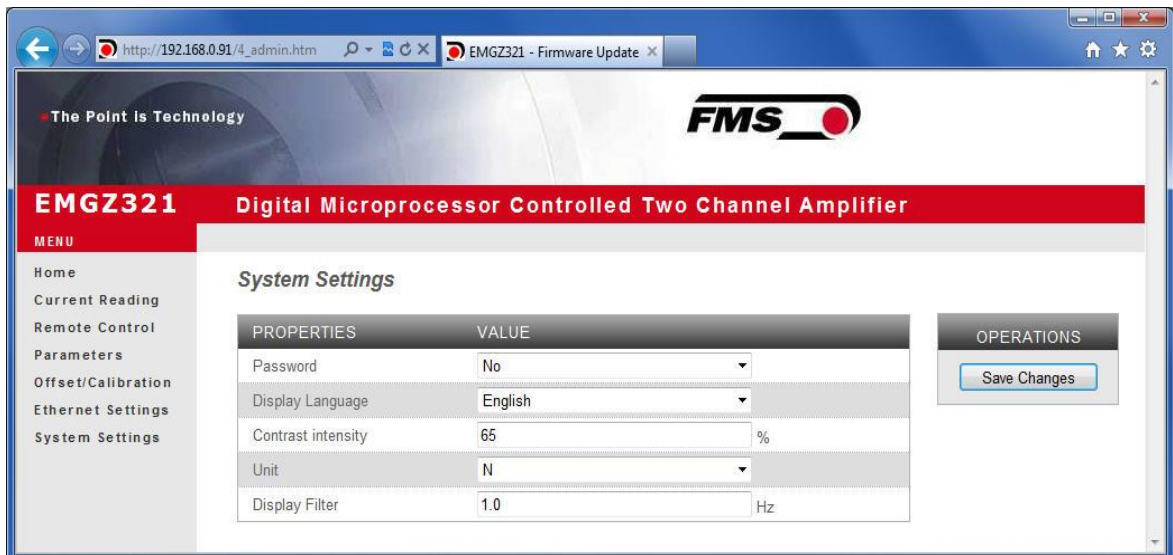 http://192.168.0.91/4_admin.htm
EMGZ321 - Firmware Update
The Point is Technology
FMS
EMGZ321
Digital Microprocessor Controlled Two Channel Amplifier
MENU
Home
Current Reading
Remote Control
Parameters
Offset/Calibration
Ethernet Settings
System Settings
System Settings
PROPERTIES VALUE
Password No
Display Language English
Contrast intensity 65 %
Unit N
Display Filter 1.0 Hz
OPERATIONS
Save Changes